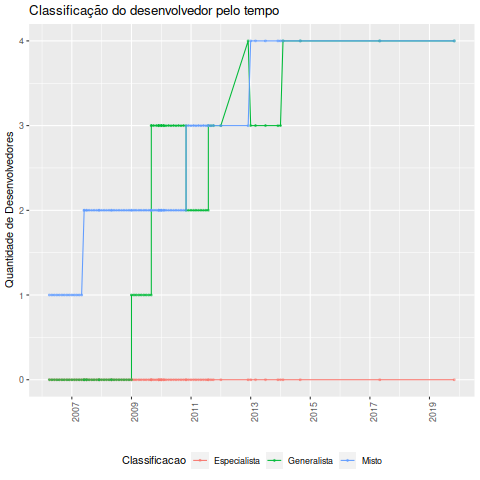 Classificação do desenvolvedor pelo tempo
Quantidade de Desenvolvedores
4
3
2
1
0
2007
2009
2011
2013
2015
2017
2019
Classificacao
Especialista
Generalista
Misto